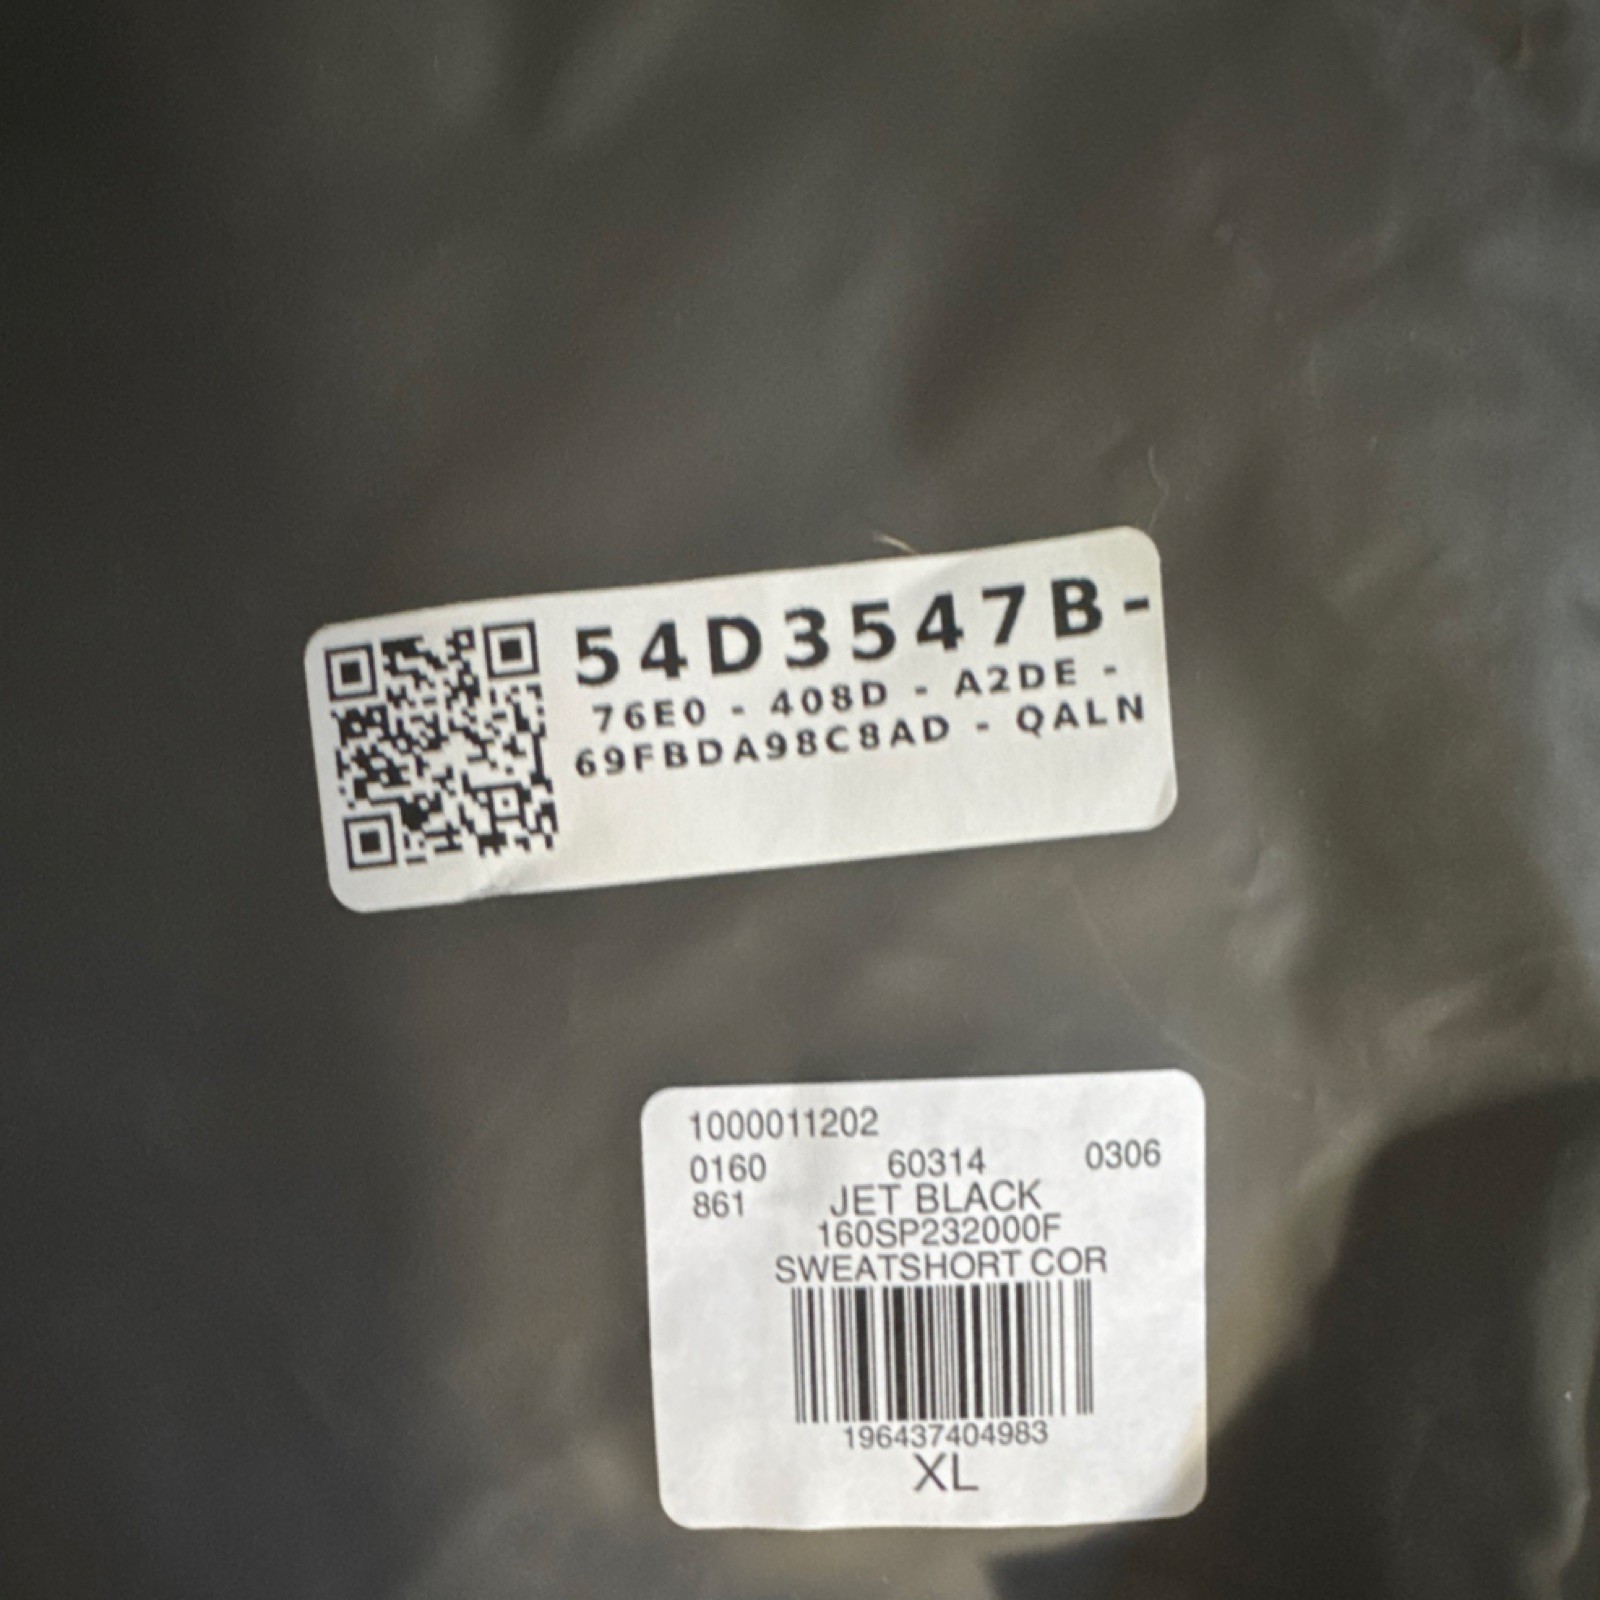 54D3547B-
76E0 - 408D - A2DE -
69FBDA98C8AD - QALN
1000011202
0160 60314 0306
861 JET BLACK
160SP232000F
SWEATSHORT COR
196437404983
XL